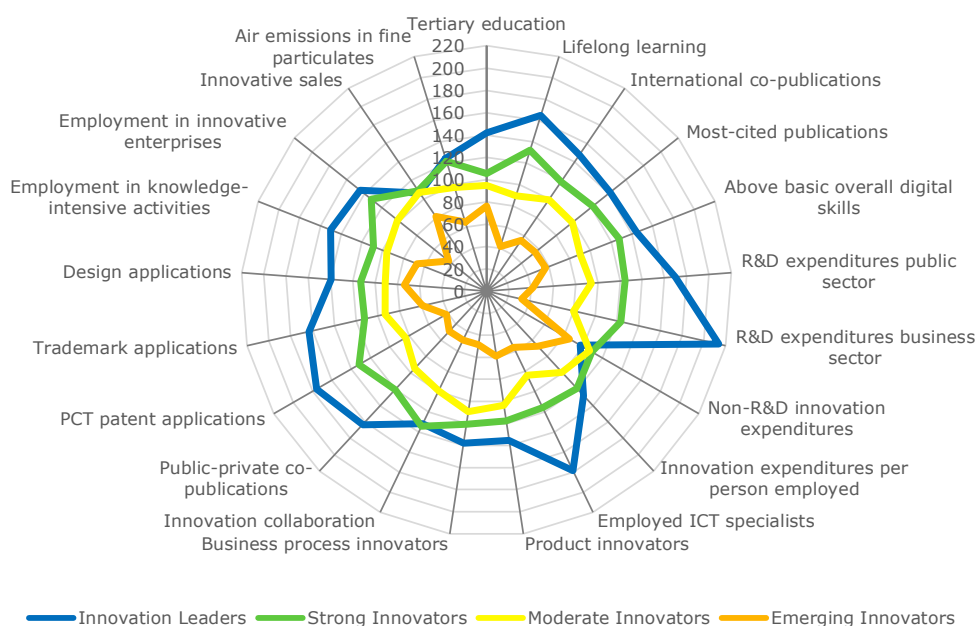 Tertiary education
Air emissions in fine
particulates
Lifelong learning
Innovative sales
International co-publications
Employment in innovative
enterprises
Most-cited publications
Employment in knowledge-
intensive activities
Above basic overall digital
skills
Design applications
R&D expenditures public
sector
Trademark applications
R&D expenditures business
sector
PCT patent applications
Non-R&D innovation
expenditures
Public-private co-
publications
Innovation expenditures per
person employed
Innovation collaboration
Employed ICT specialists
Business process innovators
Product innovators
220
200
180
160
140
120
100
80
60
40
20
0
Innovation Leaders
Strong Innovators
Moderate Innovators
Emerging Innovators